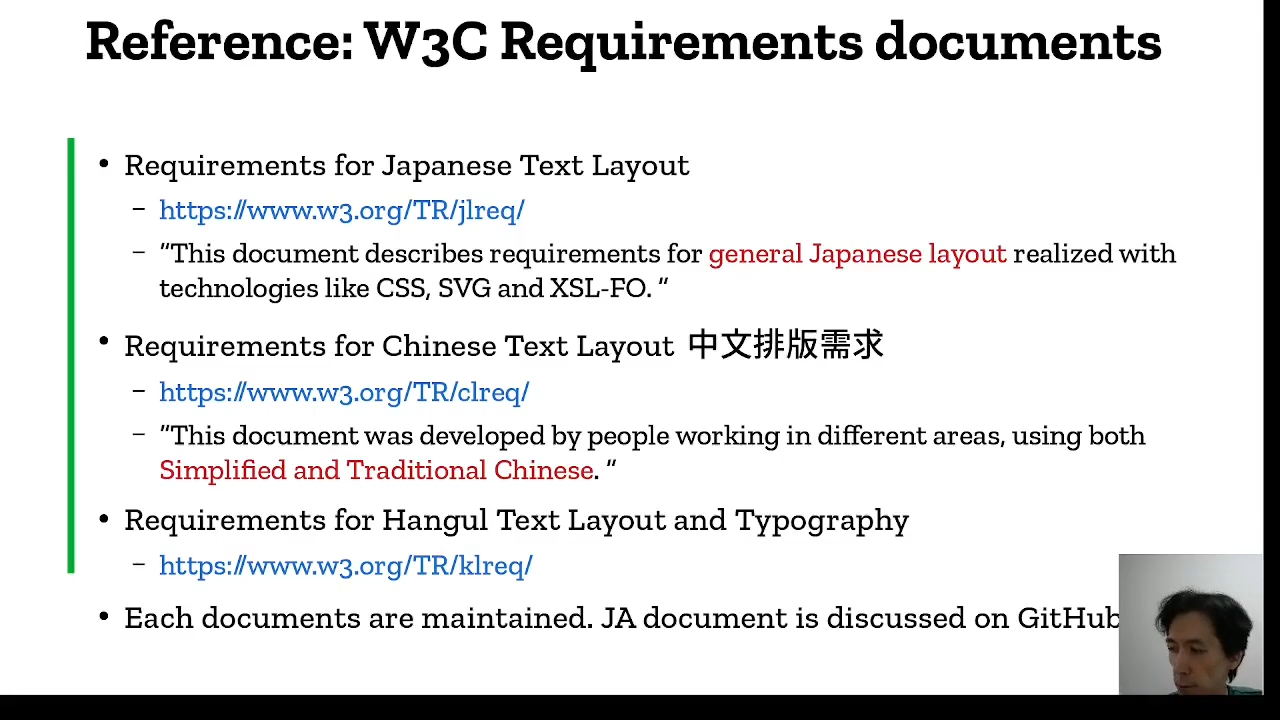 Reference: W3C Requirements documents
• Requirements for Japanese Text Layout
– https://www.w3.org/TR/jlreq/
– “This document describes requirements for general Japanese layout realized with
technologies like CSS, SVG and XSL-FO. “
• Requirements for Chinese Text Layout 中文排版需求
– https://www.w3.org/TR/clreq/
– “This document was developed by people working in different areas, using both
Simplified and Traditional Chinese. “
• Requirements for Hangul Text Layout and Typography
– https://www.w3.org/TR/klreq/
• Each documents are maintained. JA document is discussed on GitHub